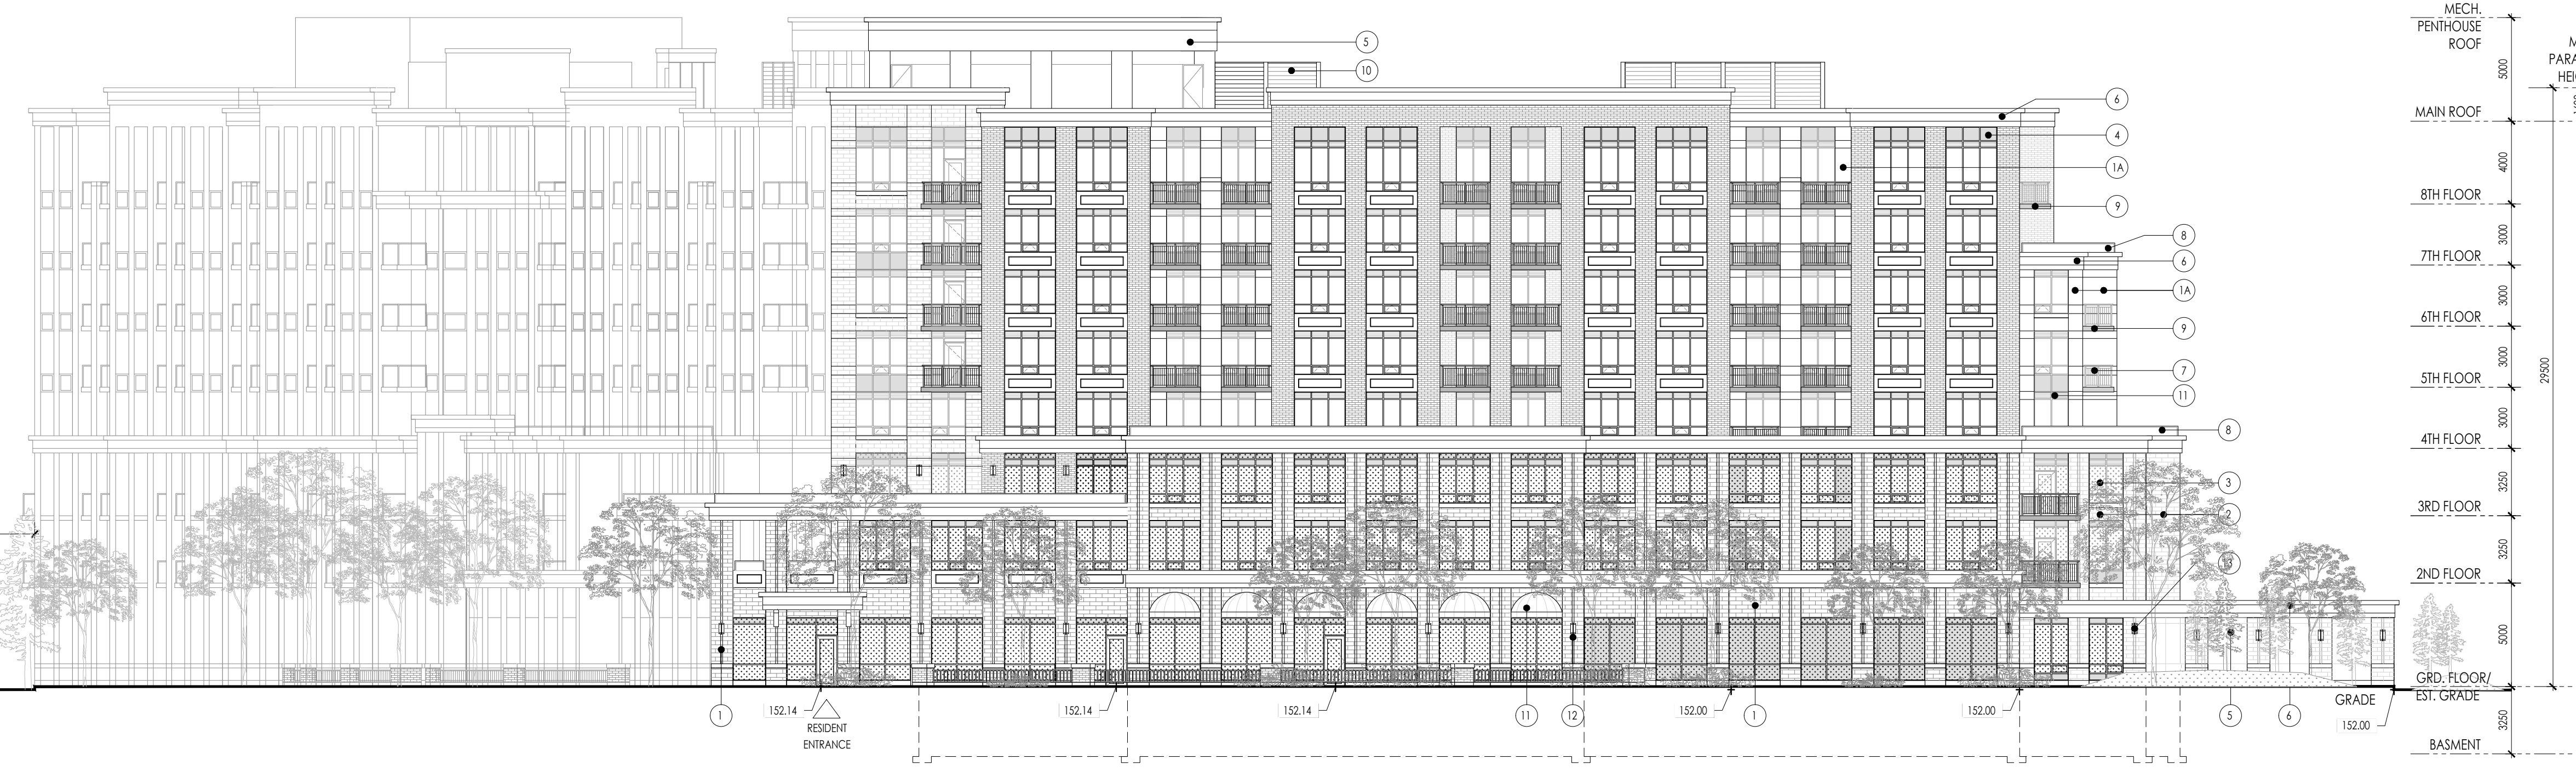 MECH.
PENTHOUSE
ROOF
5
10
5000
M
PARA
HEI
6
MAIN ROOF
4
1A
4000
8TH FLOOR
9
3000
8
7TH FLOOR
6
1A
3000
6TH FLOOR
9
3000
7
29500
5TH FLOOR
11
3000
8
4TH FLOOR
3
3250
3RD FLOOR
2
3250
13
2ND FLOOR
5000
GRD. FLOOR/
EST. GRADE
GRADE
1
152.14
152.14
152.14
11
12
152.00
1
152.00
5
6
152.00
RESIDENT
ENTRANCE
3250
BASMENT